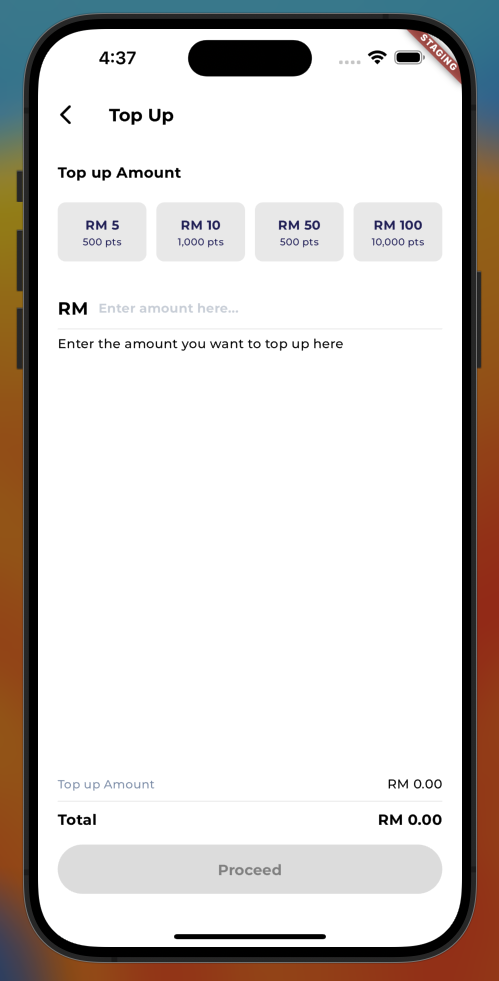 4:37
STAGING
Top Up
Top up Amount
RM 5
500 pts
RM 10
1,000 pts
RM 50
500 pts
RM 100
10,000 pts
RM Enter amount here...
Enter the amount you want to top up here
Top up Amount RM 0.00
Total RM 0.00
Proceed